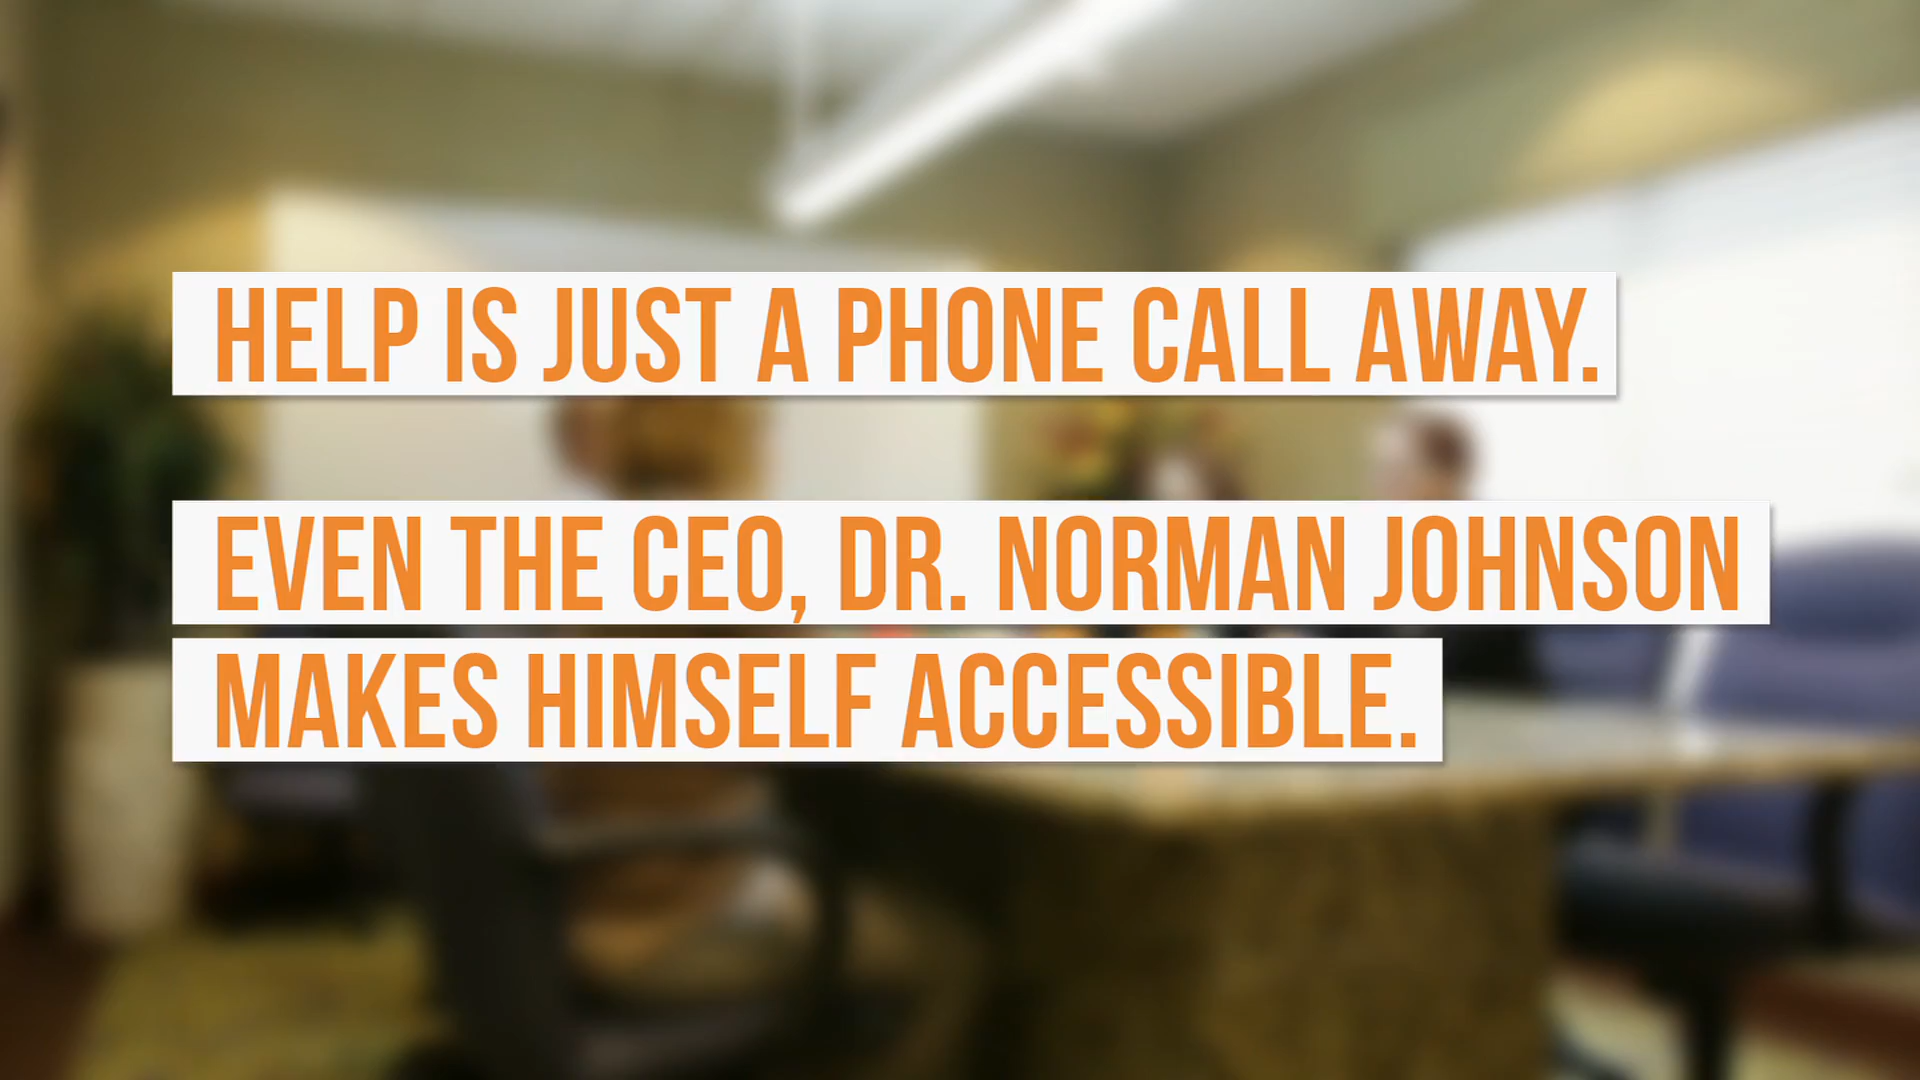 HELP IS JUST A PHONE CALL AWAY.
EVEN THE CEO, DR. NORMAN JOHNSON
MAKES HIMSELF ACCESSIBLE.